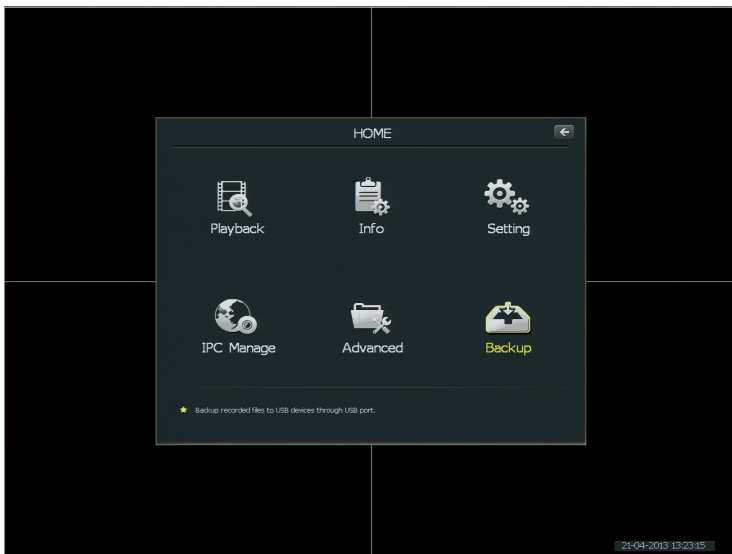 HOME
Playback Info Setting
IPC Manage Advanced Backup
Backup recorded files to USB devices through USB port.
21-04-2013 13:23:15